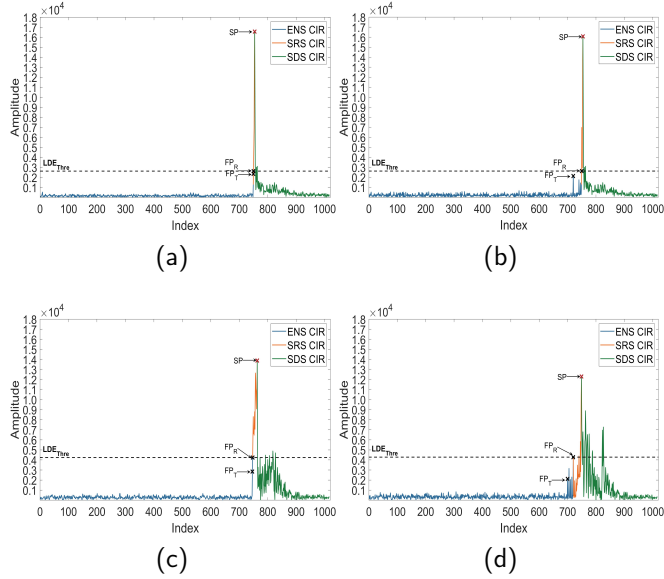 ×10⁴
1.8
1.7
1.6
1.5
1.4
1.3
1.2
1.1
1
0.9
0.8
0.7
0.6
0.5
0.4
0.3
0.2
0.1
Amplitude
SP
ENS CIR
SRS CIR
SDS CIR
LDE_Thre
FP_R
FP_T
0 100 200 300 400 500 600 700 800 900 1000
Index
(a)
×10⁴
1.8
1.7
1.6
1.5
1.4
1.3
1.2
1.1
1
0.9
0.8
0.7
0.6
0.5
0.4
0.3
0.2
0.1
Amplitude
SP
ENS CIR
SRS CIR
SDS CIR
LDE_Thre
FP_R
FP_T
0 100 200 300 400 500 600 700 800 900 1000
Index
(b)
×10⁴
1.8
1.7
1.6
1.5
1.4
1.3
1.2
1.1
1
0.9
0.8
0.7
0.6
0.5
0.4
0.3
0.2
0.1
Amplitude
SP
ENS CIR
SRS CIR
SDS CIR
LDE_Thre
FP_R
FP_T
0 100 200 300 400 500 600 700 800 900 1000
Index
(c)
×10⁴
1.8
1.7
1.6
1.5
1.4
1.3
1.2
1.1
1
0.9
0.8
0.7
0.6
0.5
0.4
0.3
0.2
0.1
Amplitude
SP
ENS CIR
SRS CIR
SDS CIR
LDE_Thre
FP_R
FP_T
0 100 200 300 400 500 600 700 800 900 1000
Index
(d)